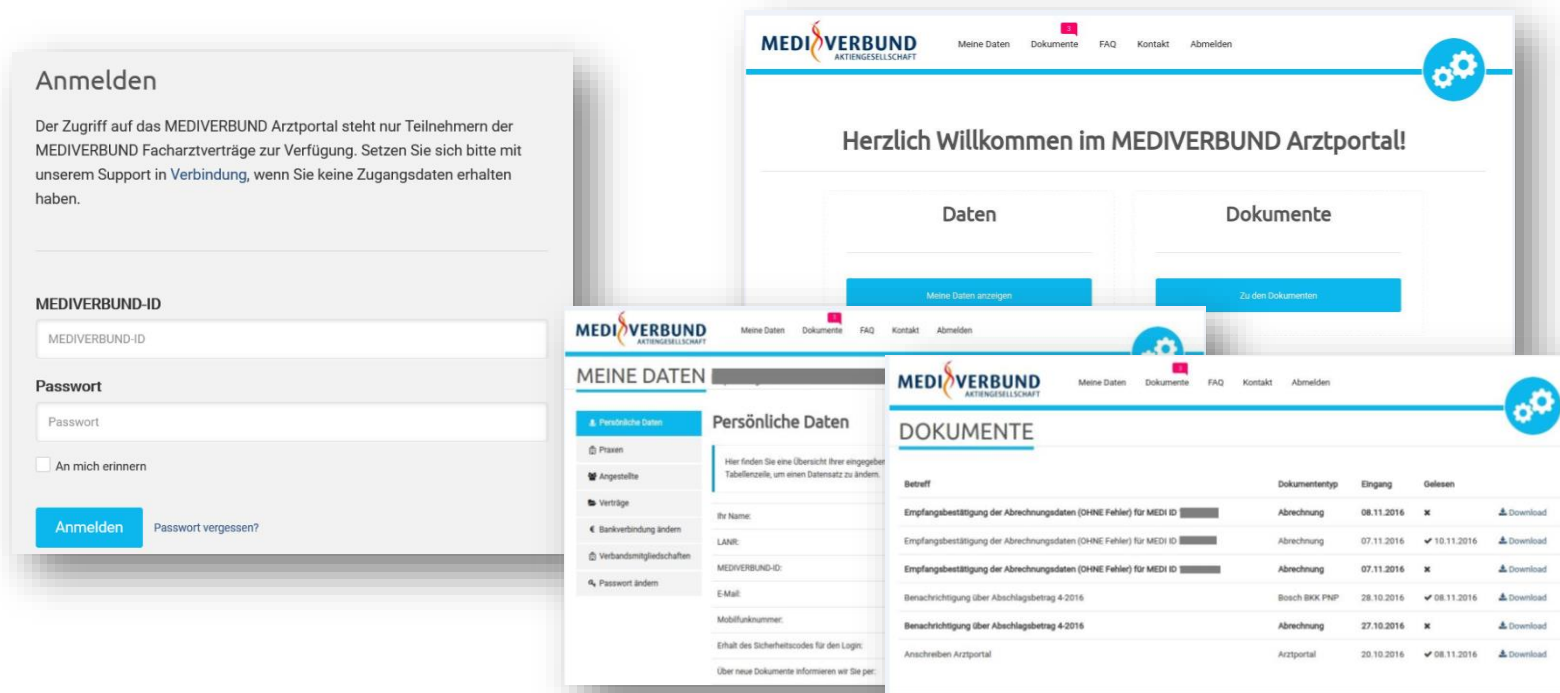 Anmelden
Der Zugriff auf das MEDIVERBUND Arztportal steht nur Teilnehmern der
MEDIVERBUND Facharztverträge zur Verfügung. Setzen Sie sich bitte mit
unserem Support in Verbindung, wenn Sie keine Zugangsdaten erhalten
haben.
MEDIVERBUND-ID
MEDIVERBUND-ID
Passwort
Passwort
An mich erinnern
Anmelden Passwort vergessen?
3
MEDIVERBUND Meine Daten Dokumente FAQ Kontakt Abmelden
AKTIENGESELLSCHAFT
Herzlich Willkommen im MEDIVERBUND Arztportal!
Daten Dokumente
Meine Daten anzeigen Zu den Dokumenten
3
MEDIVERBUND Meine Daten Dokumente FAQ Kontakt Abmelden
AKTIENGESELLSCHAFT
MEINE DATEN
Persönliche Daten
Praxen
Angestellte
Verträge
Bankverbindung ändern
Verbandsmitgliedschaften
Passwort ändern
Persönliche Daten
Hier finden Sie eine Übersicht Ihrer eingegeben
Tabellenzeile, um einen Datensatz zu ändern.
Ihr Name:
LANR:
MEDIVERBUND-ID:
E-Mail:
Mobilfunknummer:
Erhalt des Sicherheitscodes für den Login:
Über neue Dokumente informieren wir Sie per:
3
MEDIVERBUND Meine Daten Dokumente FAQ Kontakt Abmelden
AKTIENGESELLSCHAFT
DOKUMENTE
Betreff Dokumententyp Eingang Gelesen
Empfangsbestätigung der Abrechnungsdaten (OHNE Fehler) für MEDI ID Abrechnung 08.11.2016 ✖ Download
Empfangsbestätigung der Abrechnungsdaten (OHNE Fehler) für MEDI ID Abrechnung 07.11.2016 ✔ 10.11.2016 Download
Empfangsbestätigung der Abrechnungsdaten (OHNE Fehler) für MEDI ID Abrechnung 07.11.2016 ✖ Download
Benachrichtigung über Abschlagsbetrag 4-2016 Bosch BKK PNP 28.10.2016 ✔ 08.11.2016 Download
Benachrichtigung über Abschlagsbetrag 4-2016 Abrechnung 27.10.2016 ✖ Download
Anschreiben Arztportal Arztportal 20.10.2016 ✔ 08.11.2016 Download